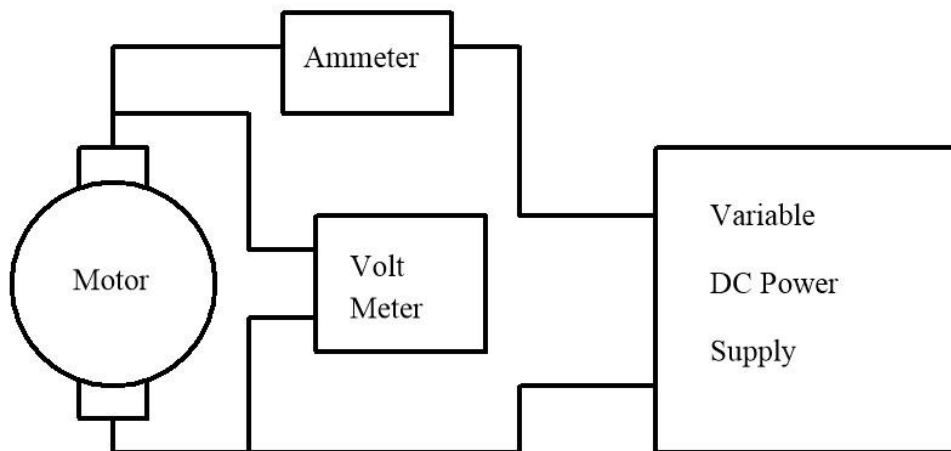 Ammeter
Motor
Volt
Meter
Variable
DC Power
Supply